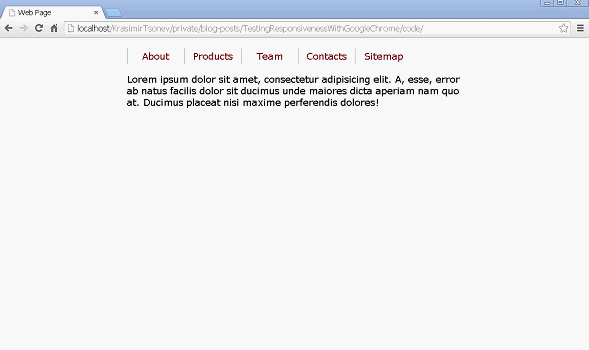 Web Page
localhost/KrasimirTsonev/private/blog-posts/TestingResponsivenessWithGoogleChrome/code/
About Products Team Contacts Sitemap
Lorem ipsum dolor sit amet, consectetur adipisicing elit. A, esse, error
ab natus facilis dolor sit ducimus unde maiores dicta aperiam nam quo
at. Ducimus placeat nisi maxime perferendis dolores!